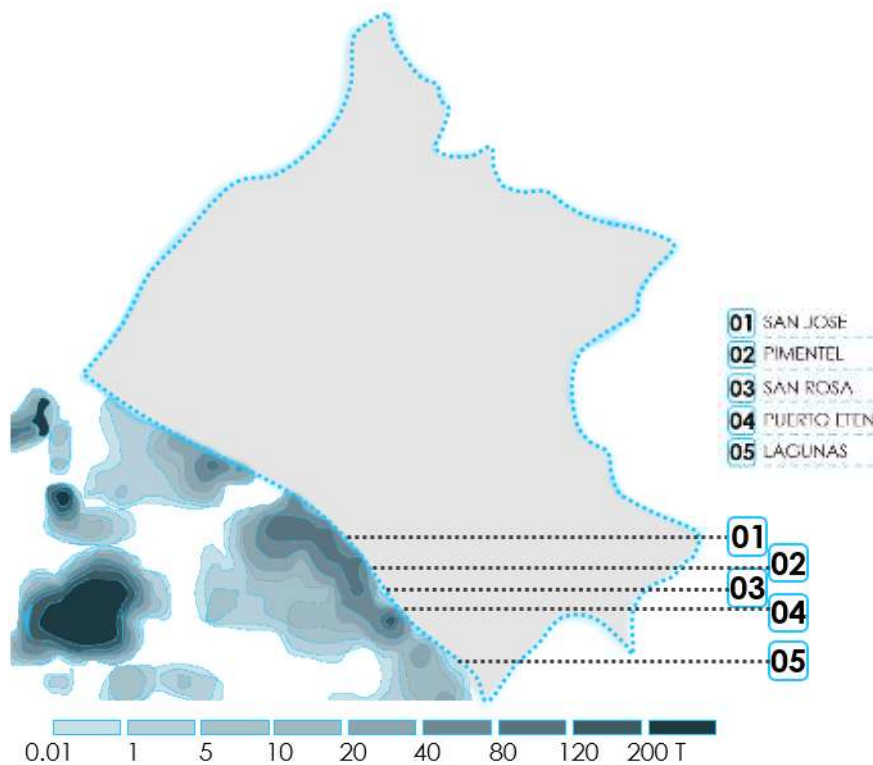 01 SAN JOSE
02 PIMENTEL
03 SAN ROSA
04 PUERTO ETEN
05 LAGUNAS
01
02
03
04
05
0.01 1 5 10 20 40 80 120 200 T